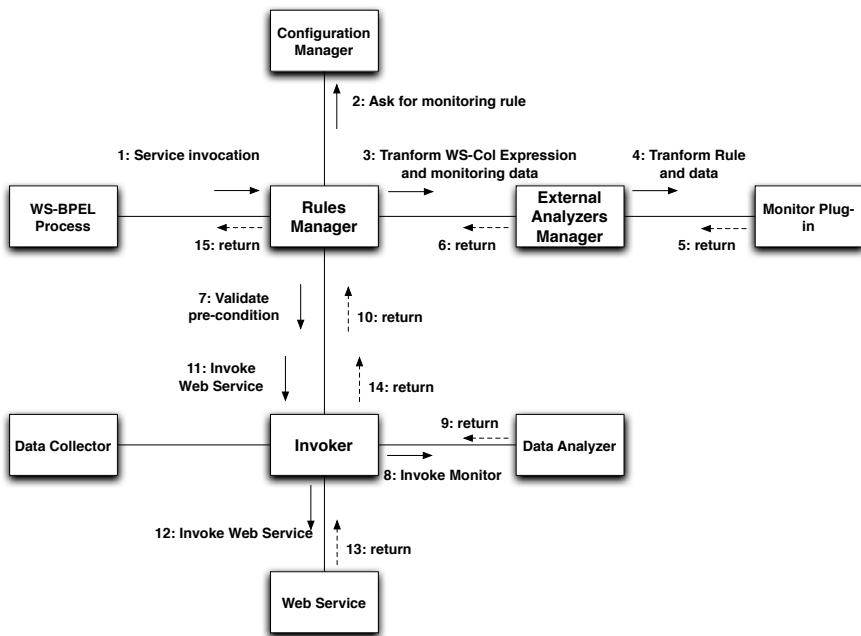 Configuration
Manager
2: Ask for monitoring rule
1: Service invocation
3: Tranform WS-Col Expression
and monitoring data
4: Tranform Rule
and data
WS-BPEL
Process
Rules
Manager
External
Analyzers
Manager
Monitor Plug-
in
15: return
6: return
5: return
7: Validate
pre-condition
10: return
11: Invoke
Web Service
14: return
9: return
Data Collector
Invoker
Data Analyzer
8: Invoke Monitor
12: Invoke Web Service
13: return
Web Service